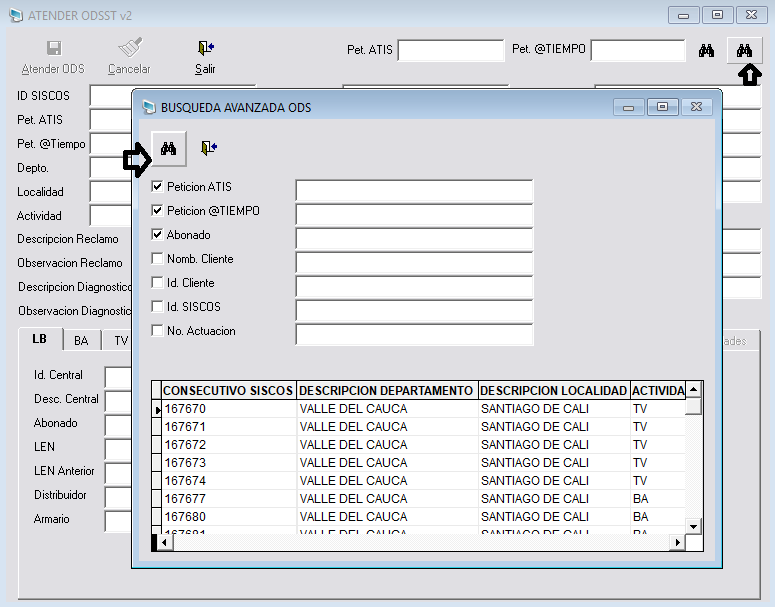 ATENDER ODSST v2
Atender ODS Cancelar Salir Pet. ATIS Pet. @TIEMPO
ID SISCOS
Pet. ATIS
Pet. @Tiempo
Depto.
Localidad
Actividad
Descripcion Reclamo
Observacion Reclamo
Descripcion Diagnostico
Observacion Diagnostic
LB BA TV
Id. Central
Desc. Central
Abonado
LEN
LEN Anterior
Distribuidor
Armario
BUSQUEDA AVANZADA ODS
Peticion ATIS
Peticion @TIEMPO
Abonado
Nomb. Cliente
Id. Cliente
Id. SISCOS
No. Actuacion
CONSECUTIVO SISCOS DESCRIPCION DEPARTAMENTO DESCRIPCION LOCALIDAD ACTIVIDA
167670 VALLE DEL CAUCA SANTIAGO DE CALI TV
167671 VALLE DEL CAUCA SANTIAGO DE CALI TV
167672 VALLE DEL CAUCA SANTIAGO DE CALI TV
167673 VALLE DEL CAUCA SANTIAGO DE CALI TV
167674 VALLE DEL CAUCA SANTIAGO DE CALI TV
167677 VALLE DEL CAUCA SANTIAGO DE CALI BA
167680 VALLE DEL CAUCA SANTIAGO DE CALI BA
167681 VALLE DEL CAUCA SANTIAGO DE CALI BA
ades